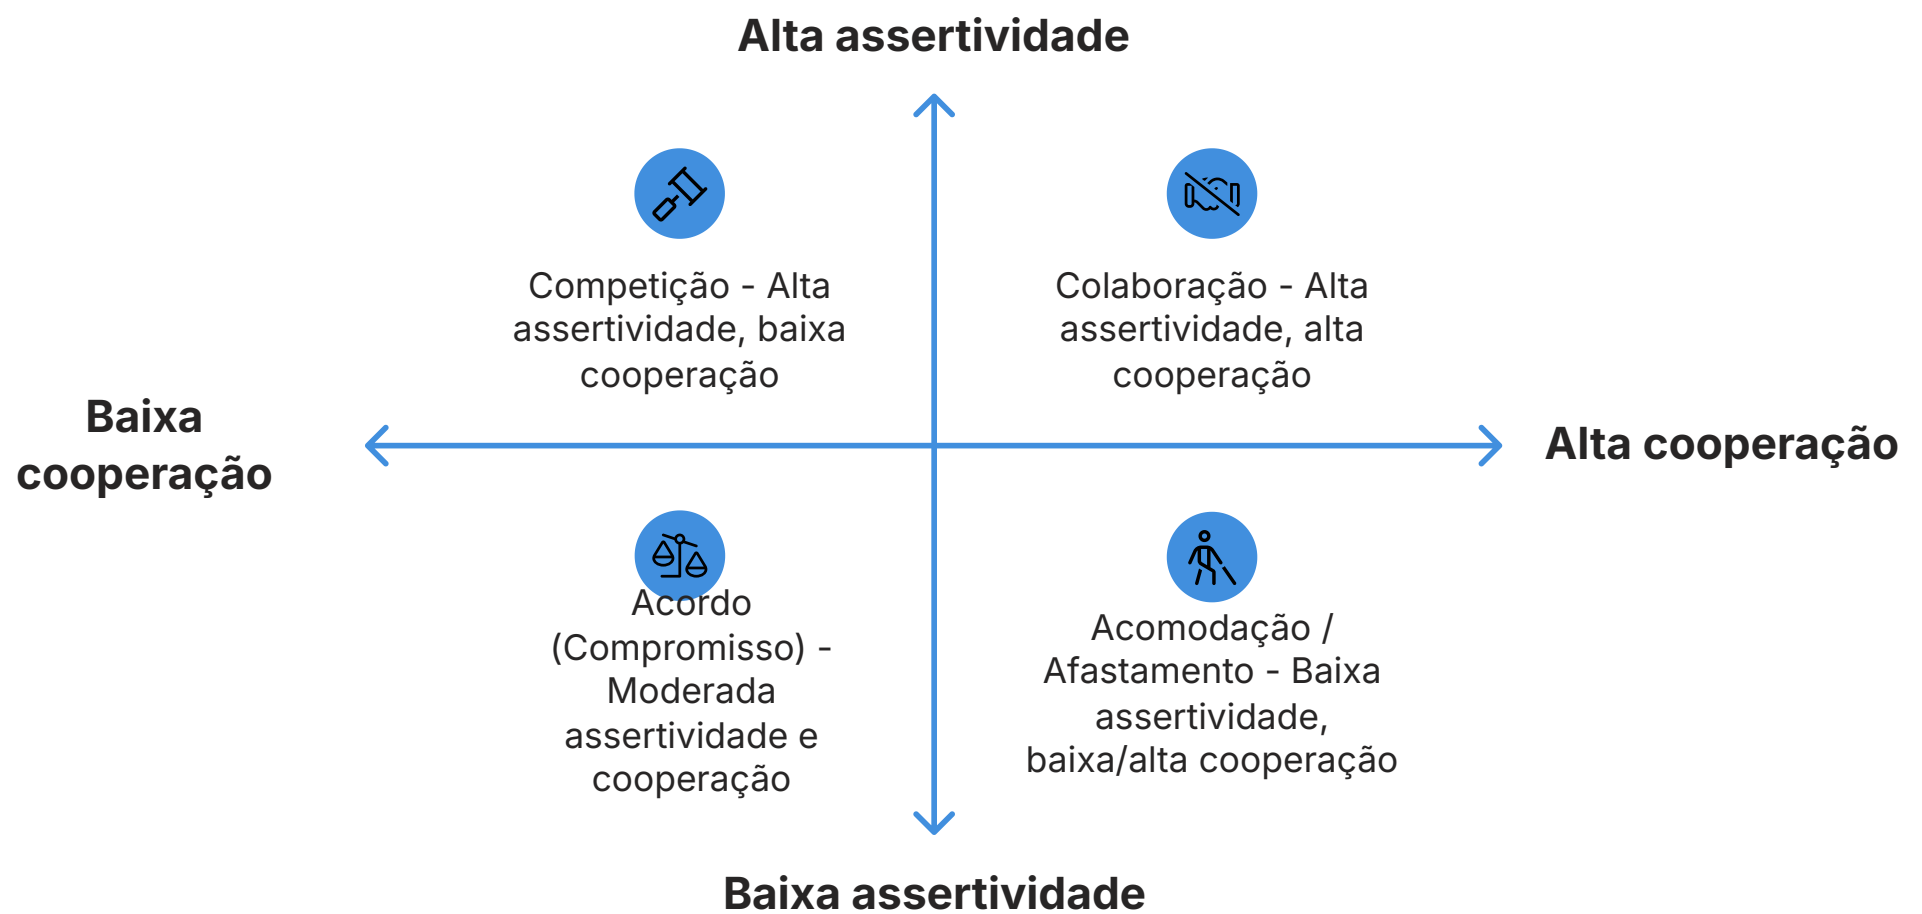 Alta assertividade
Competição - Alta
assertividade, baixa
cooperação
Colaboração - Alta
assertividade, alta
cooperação
Baixa
cooperação
Alta cooperação
Acordo
(Compromisso) -
Moderada
assertividade e
cooperação
Acomodação /
Afastamento - Baixa
assertividade,
baixa/alta cooperação
Baixa assertividade